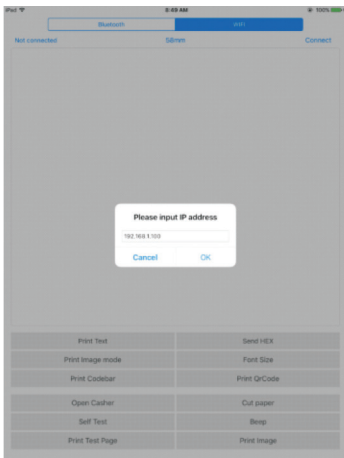 iPad 8:49 AM 100%
Bluetooth WIFI
Not connected 58mm Connect
Please input IP address
192.168.1.100
Cancel OK
Print Text Send HEX
Print Image mode Font Size
Print Codebar Print QrCode
Open Casher Cut paper
Self Test Beep
Print Test Page Print Image